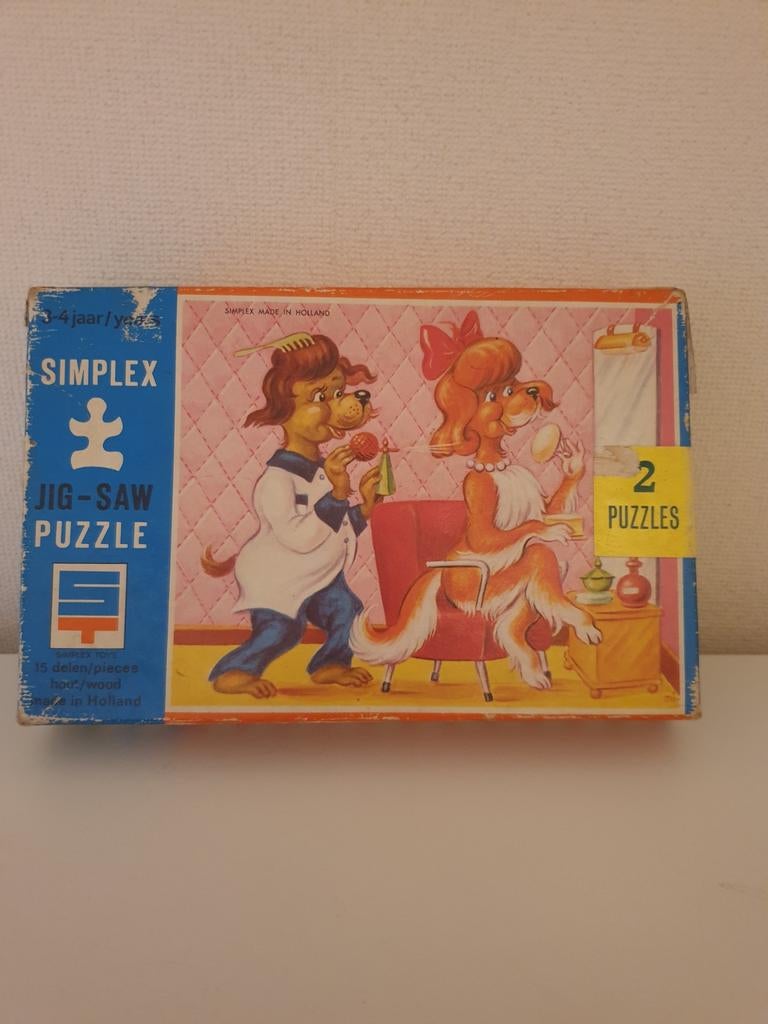 3-4 jaar/years
SIMPLEX
JIG-SAW
PUZZLE
SIMPLEX TOYS
15 delen/pieces
hout/wood
made in Holland
SIMPLEX MADE IN HOLLAND
2
PUZZLES